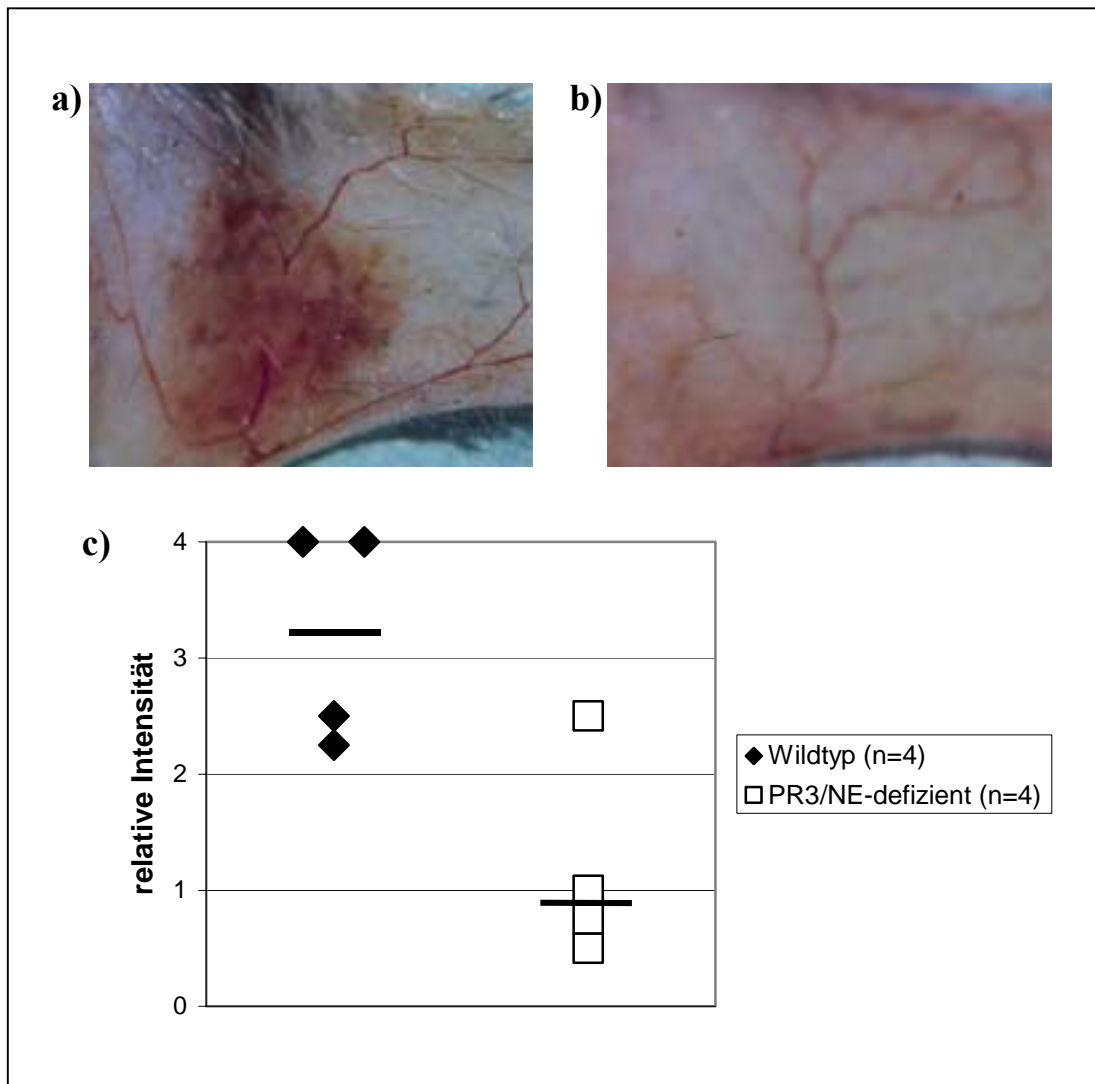 a)
b)
c)
4
3
2
1
0
relative Intensität
Wildtyp (n=4)
PR3/NE-defizient (n=4)